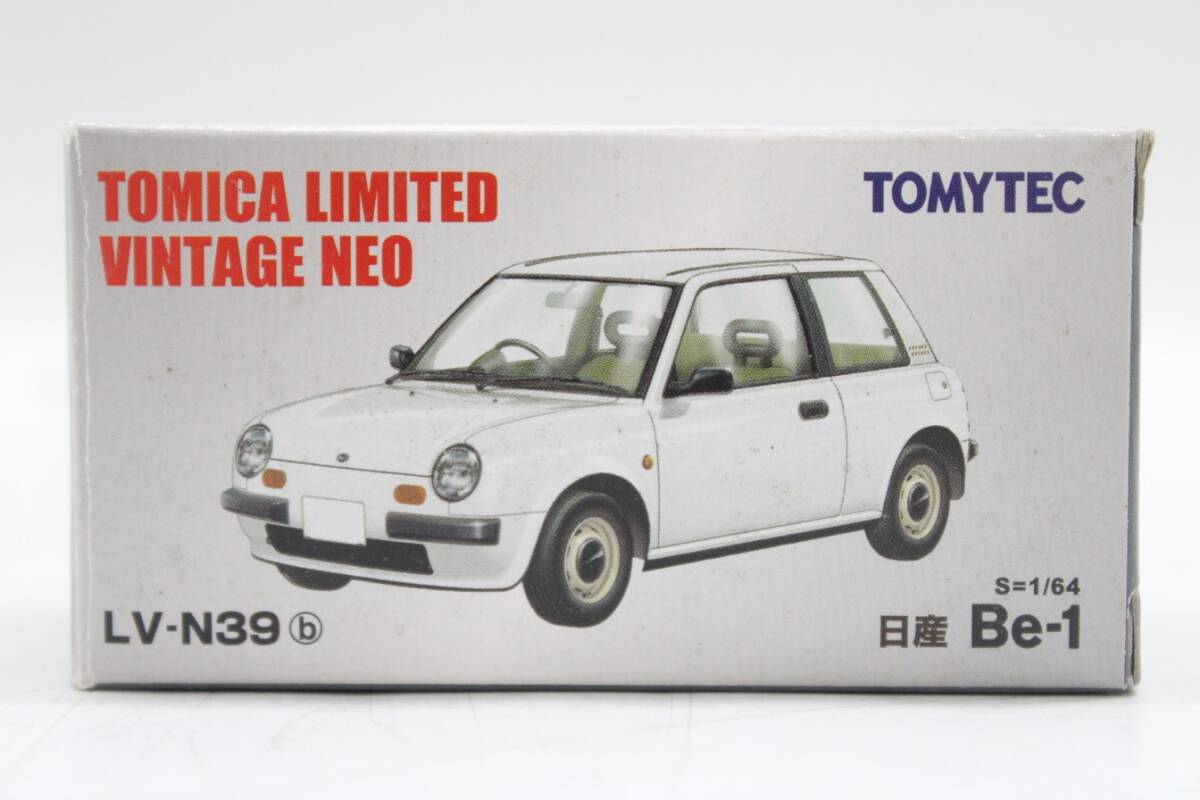 TOMICA LIMITED
VINTAGE NEO
TOMYTEC
LV-N39 ⓑ
S=1/64
日産 Be-1